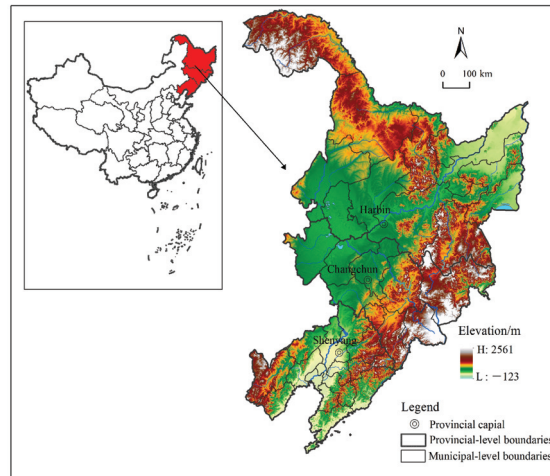 N
0 100 km
Harbin
Changchun
Shenyang
Elevation/m
H: 2561
L: −123
Legend
Provincial capial
Provincial-level boundaries
Municipal-level boundaries